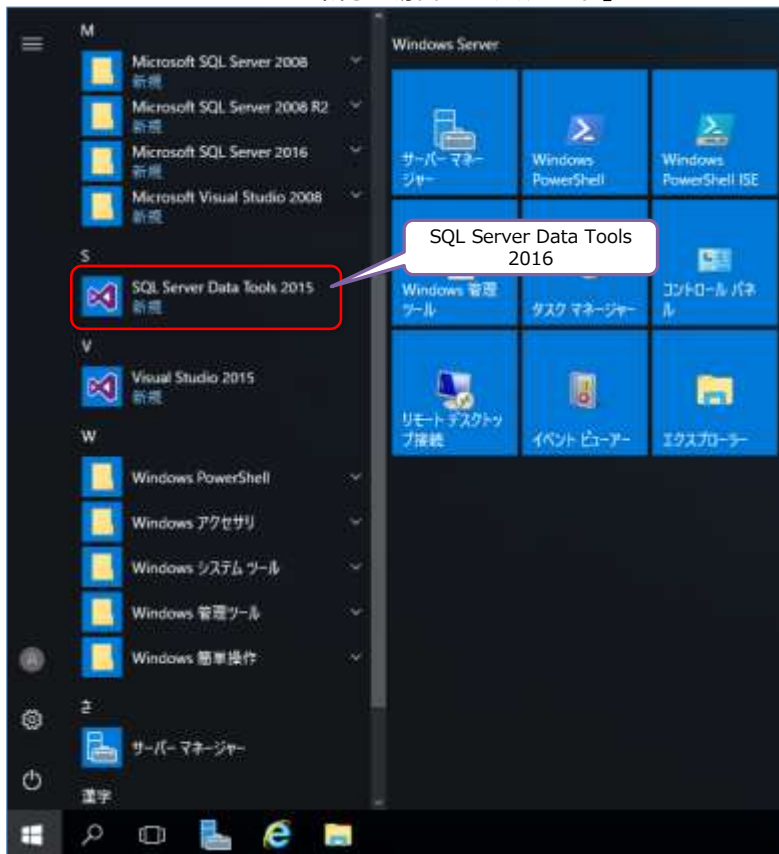 M
Microsoft SQL Server 2008
新規
Microsoft SQL Server 2008 R2
新規
Microsoft SQL Server 2016
新規
Microsoft Visual Studio 2008
新規
S
SQL Server Data Tools 2015
新規
V
Visual Studio 2015
新規
W
Windows PowerShell
Windows アクセサリ
Windows システム ツール
Windows 管理ツール
Windows 簡単操作
さ
サーバー マネージャー
漢字
Windows Server
サーバー マネー
ジャー
Windows
PowerShell
Windows
PowerShell ISE
SQL Server Data Tools
2016
Windows 管理
ツール
タスク マネージャー
コントロール パネ
ル
リモート デスクトッ
プ接続
イベント ビューアー
エクスプローラー